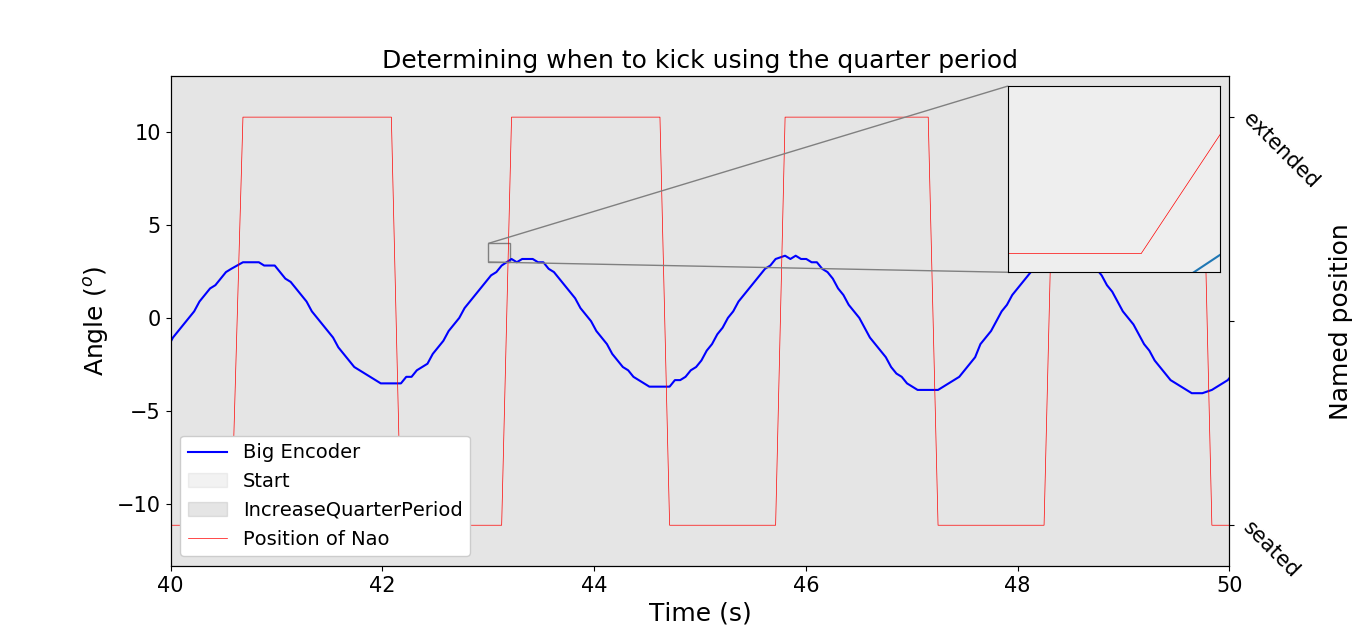 Determining when to kick using the quarter period
10
5
0
−5
−10
Angle (º)
extended
seated
Named position
Big Encoder
Start
IncreaseQuarterPeriod
Position of Nao
40
42
44
46
48
50
Time (s)